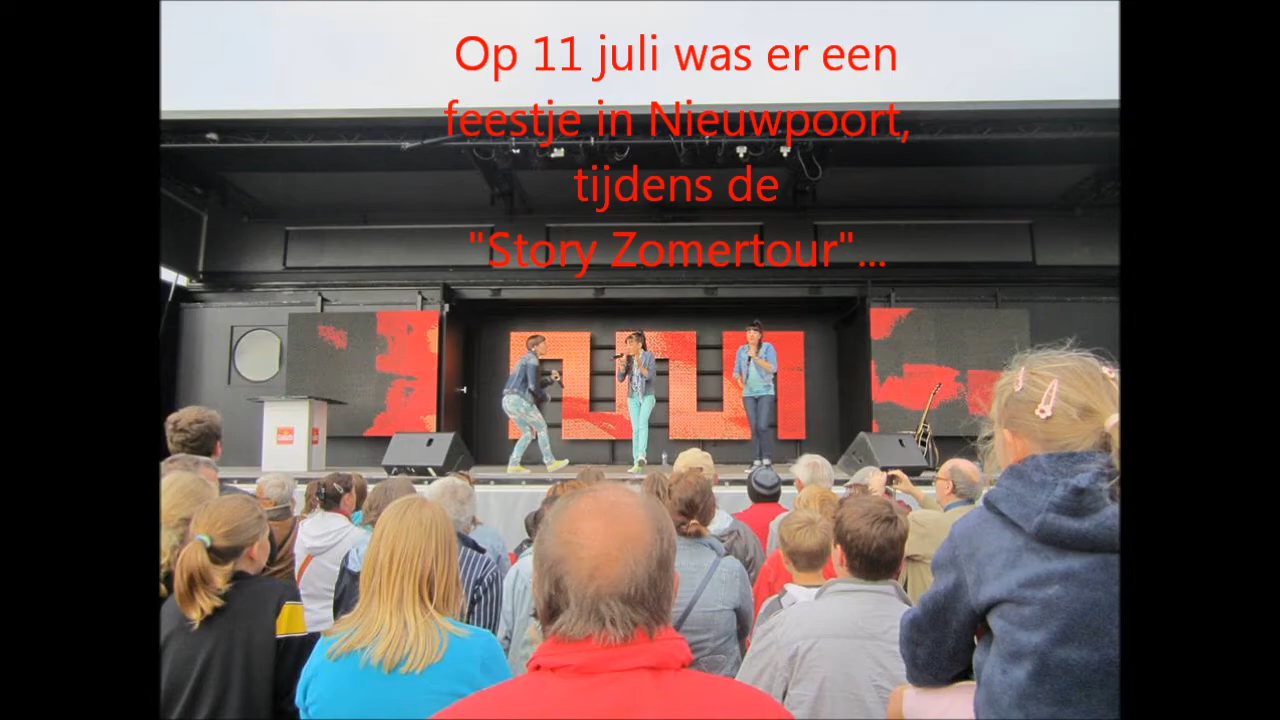 Op 11 juli was er een
feestje in Nieuwpoort,
tijdens de
"Story Zomertour"...